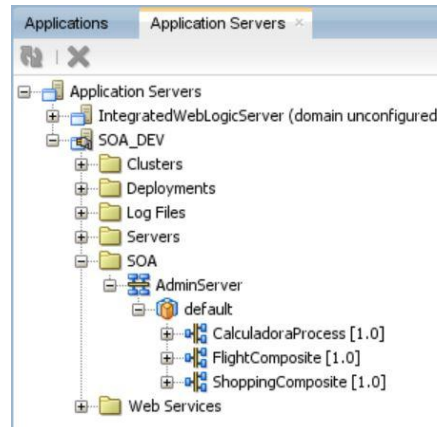 Applications Application Servers
Application Servers
IntegratedWebLogicServer (domain unconfigured
SOA_DEV
Clusters
Deployments
Log Files
Servers
SOA
AdminServer
default
CalculadoraProcess [1.0]
FlightComposite [1.0]
ShoppingComposite [1.0]
Web Services